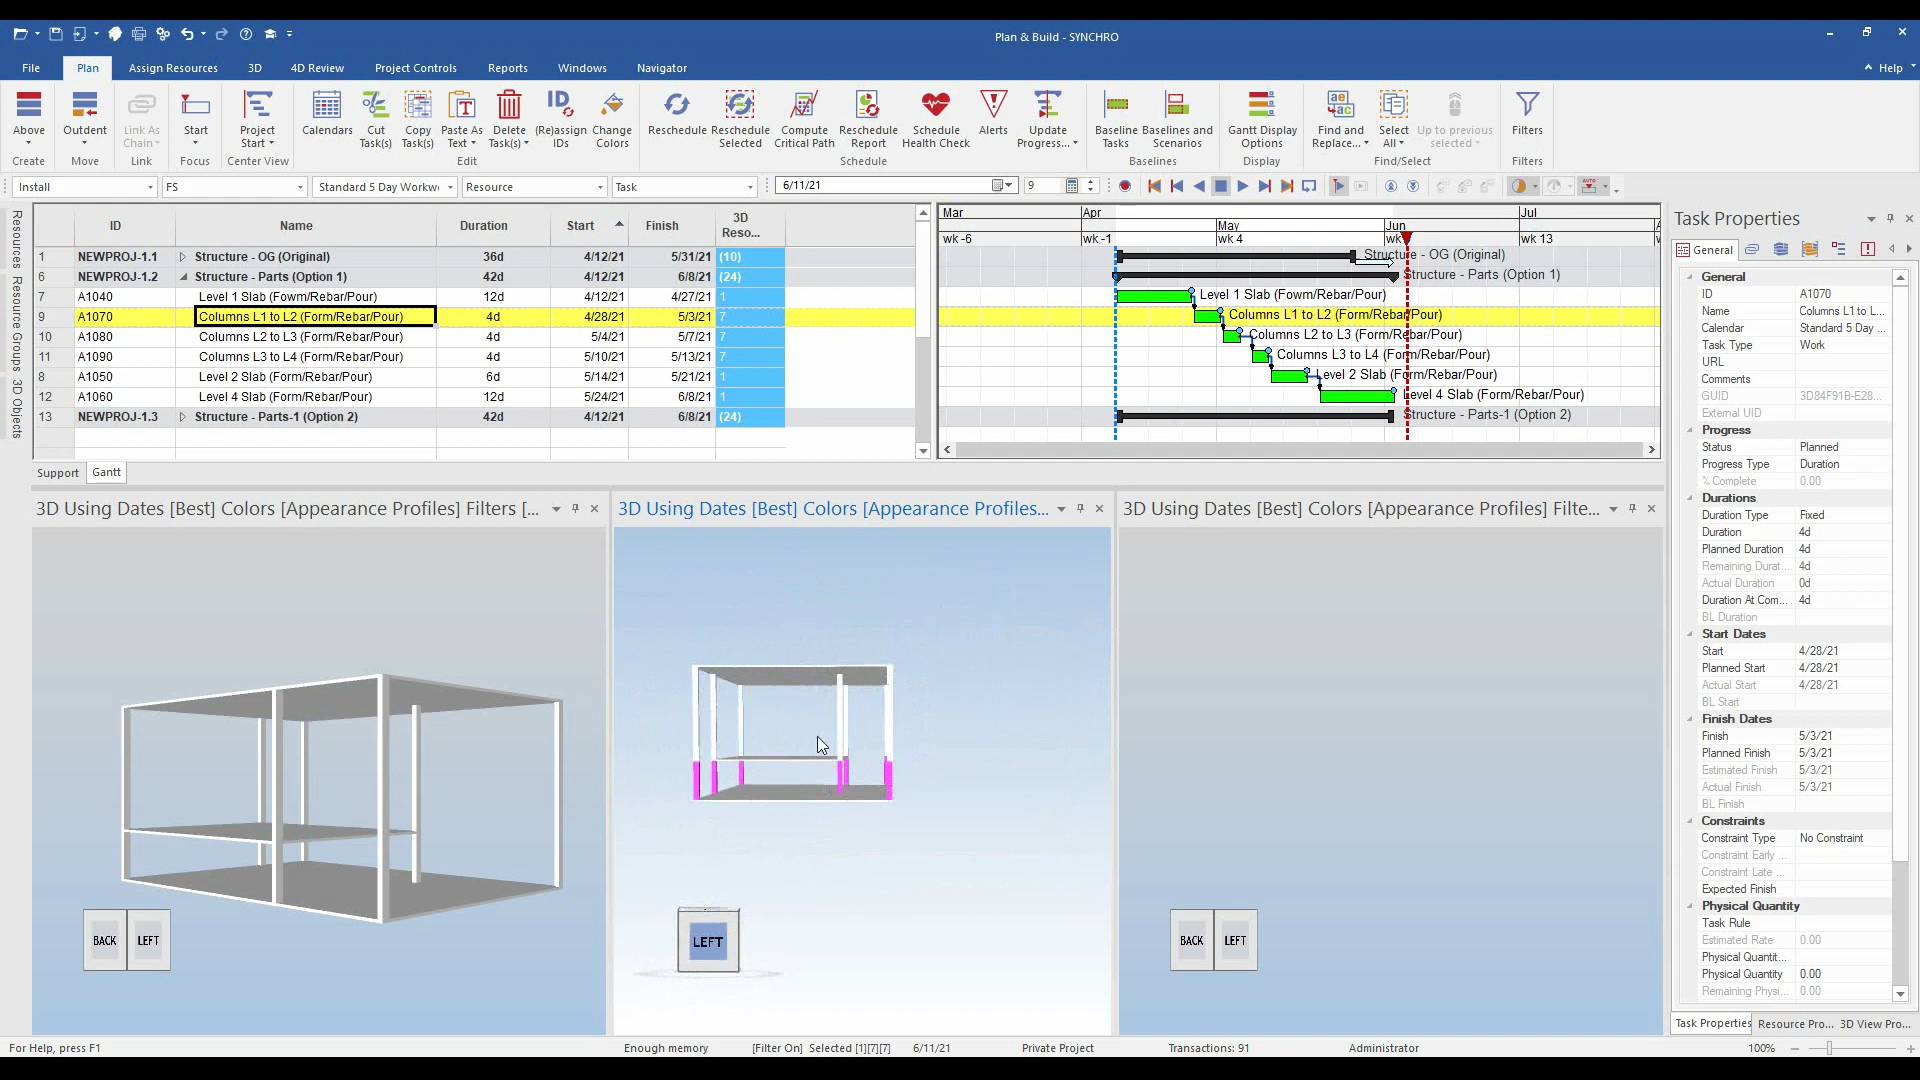 Plan & Build - SYNCHRO
File Plan Assign Resources 3D 4D Review Project Controls Reports Windows Navigator Help
Above Outdent Link As Chain Start Project Start Calendars Cut Task(s) Copy Task(s) Paste As Text Delete Task(s) (Re)assign IDs Change Colors Reschedule Reschedule Selected Compute Critical Path Reschedule Report Schedule Health Check Alerts Update Progress... Baseline Tasks Baselines and Scenarios Gantt Display Options Find and Replace... Select All Up to previous selected Filters
Create Move Link Focus Center View Edit Schedule Baselines Display Find/Select Filters
Install FS Standard 5 Day Workw Resource Task 6/11/21 9
Resources
Resource Groups
3D Objects
ID Name Duration Start Finish 3D Reso...
1 NEWPROJ-1.1 Structure - OG (Original) 36d 4/12/21 5/31/21 (10)
6 NEWPROJ-1.2 Structure - Parts (Option 1) 42d 4/12/21 6/8/21 (24)
7 A1040 Level 1 Slab (Fowm/Rebar/Pour) 12d 4/12/21 4/27/21 1
9 A1070 Columns L1 to L2 (Form/Rebar/Pour) 4d 4/28/21 5/3/21 7
10 A1080 Columns L2 to L3 (Form/Rebar/Pour) 4d 5/4/21 5/7/21 7
11 A1090 Columns L3 to L4 (Form/Rebar/Pour) 4d 5/10/21 5/13/21 7
8 A1050 Level 2 Slab (Form/Rebar/Pour) 6d 5/14/21 5/21/21 1
12 A1060 Level 4 Slab (Form/Rebar/Pour) 12d 5/24/21 6/8/21 1
13 NEWPROJ-1.3 Structure - Parts-1 (Option 2) 42d 4/12/21 6/8/21 (24)
Support Gantt
Mar Apr May Jun Jul
wk -6 wk -1 wk 4 wk wk 13
Structure - OG (Original)
Structure - Parts (Option 1)
Level 1 Slab (Fowm/Rebar/Pour)
Columns L1 to L2 (Form/Rebar/Pour)
Columns L2 to L3 (Form/Rebar/Pour)
Columns L3 to L4 (Form/Rebar/Pour)
Level 2 Slab (Form/Rebar/Pour)
Level 4 Slab (Form/Rebar/Pour)
Structure - Parts-1 (Option 2)
3D Using Dates [Best] Colors [Appearance Profiles] Filters [...
3D Using Dates [Best] Colors [Appearance Profiles...
3D Using Dates [Best] Colors [Appearance Profiles] Filte...
BACK LEFT
LEFT
BACK LEFT
Task Properties
General
General
ID A1070
Name Columns L1 to L...
Calendar Standard 5 Day ...
Task Type Work
URL
Comments
GUID 3D84F91B-E28...
External UID
Progress
Status Planned
Progress Type Duration
% Complete 0.00
Durations
Duration Type Fixed
Duration 4d
Planned Duration 4d
Remaining Durat... 4d
Actual Duration 0d
Duration At Com... 4d
BL Duration
Start Dates
Start 4/28/21
Planned Start 4/28/21
Actual Start 4/28/21
BL Start
Finish Dates
Finish 5/3/21
Planned Finish 5/3/21
Estimated Finish 5/3/21
Actual Finish 5/3/21
BL Finish
Constraints
Constraint Type No Constraint
Constraint Early ...
Constraint Late ...
Expected Finish
Physical Quantity
Task Rule
Estimated Rate 0.00
Physical Quantit...
Physical Quantity 0.00
Remaining Physi... 0.00
Task Properties Resource Pro... 3D View Pro...
For Help, press F1 Enough memory [Filter On] Selected [1][7][7] 6/11/21 Private Project Transactions: 91 Administrator 100%